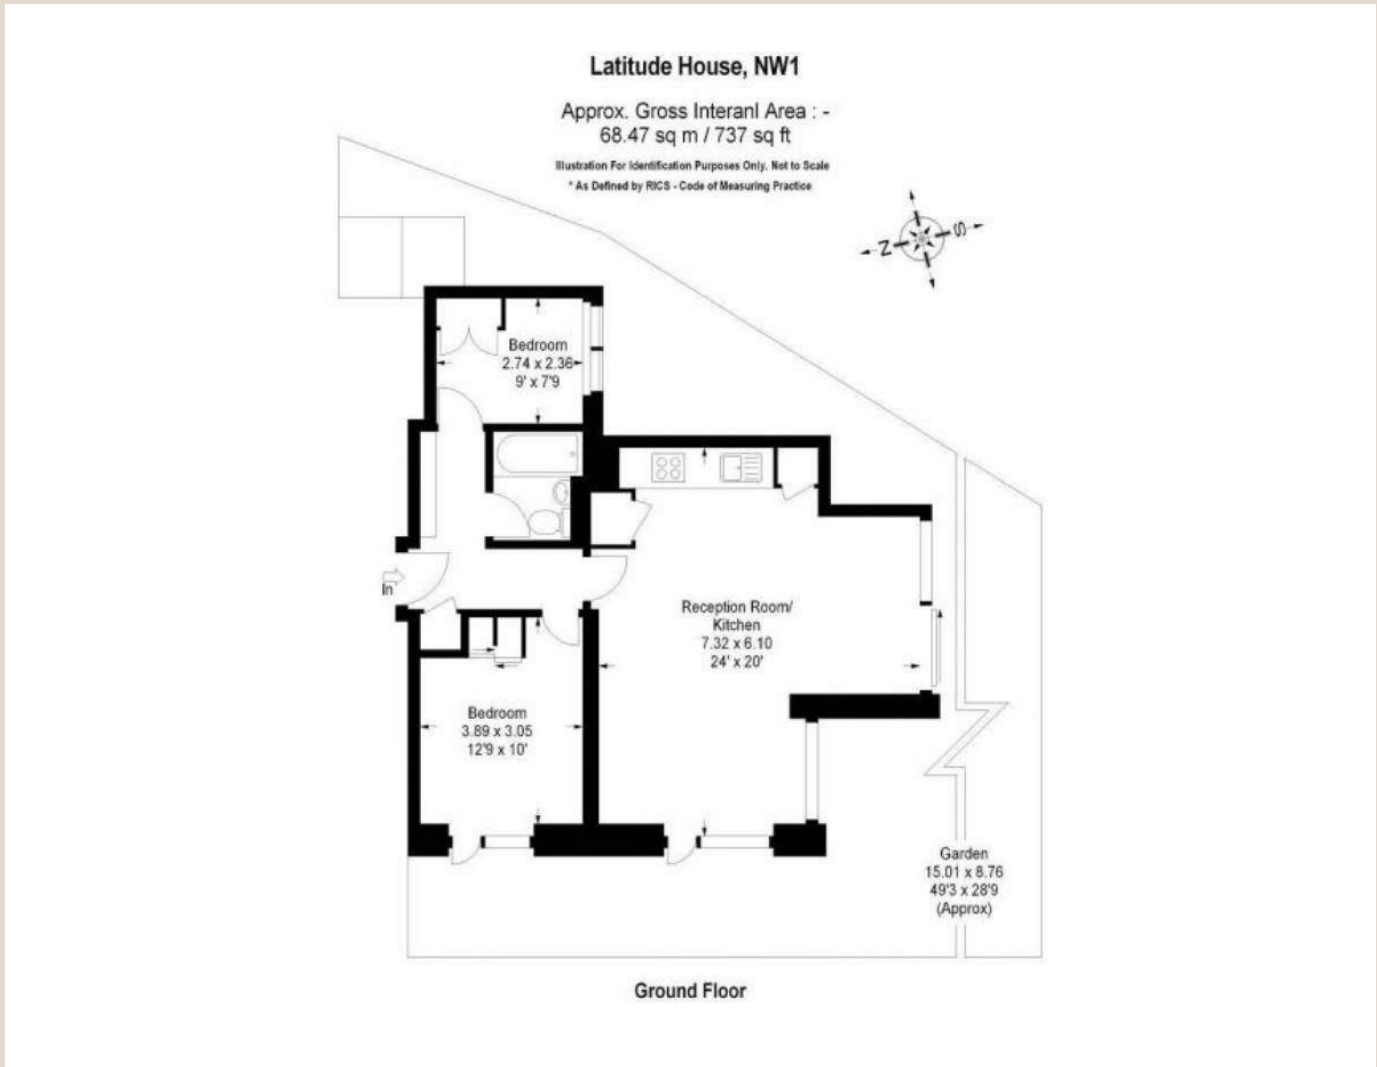 Latitude House, NW1
Approx. Gross Interanl Area : -
68.47 sq m / 737 sq ft
Illustration For Identification Purposes Only. Not to Scale
* As Defined by RICS - Code of Measuring Practice
N
S
Bedroom
2.74 x 2.36
9' x 7'9
In
Reception Room/
Kitchen
7.32 x 6.10
24' x 20'
Bedroom
3.89 x 3.05
12'9 x 10'
Garden
15.01 x 8.76
49'3 x 28'9
(Approx)
Ground Floor